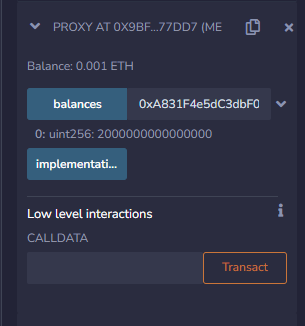 PROXY AT 0X9BF...77DD7 (ME
Balance: 0.001 ETH
balances 0xA831F4e5dC3dbF0
0: uint256: 2000000000000000
implementati...
Low level interactions
CALLDATA
Transact